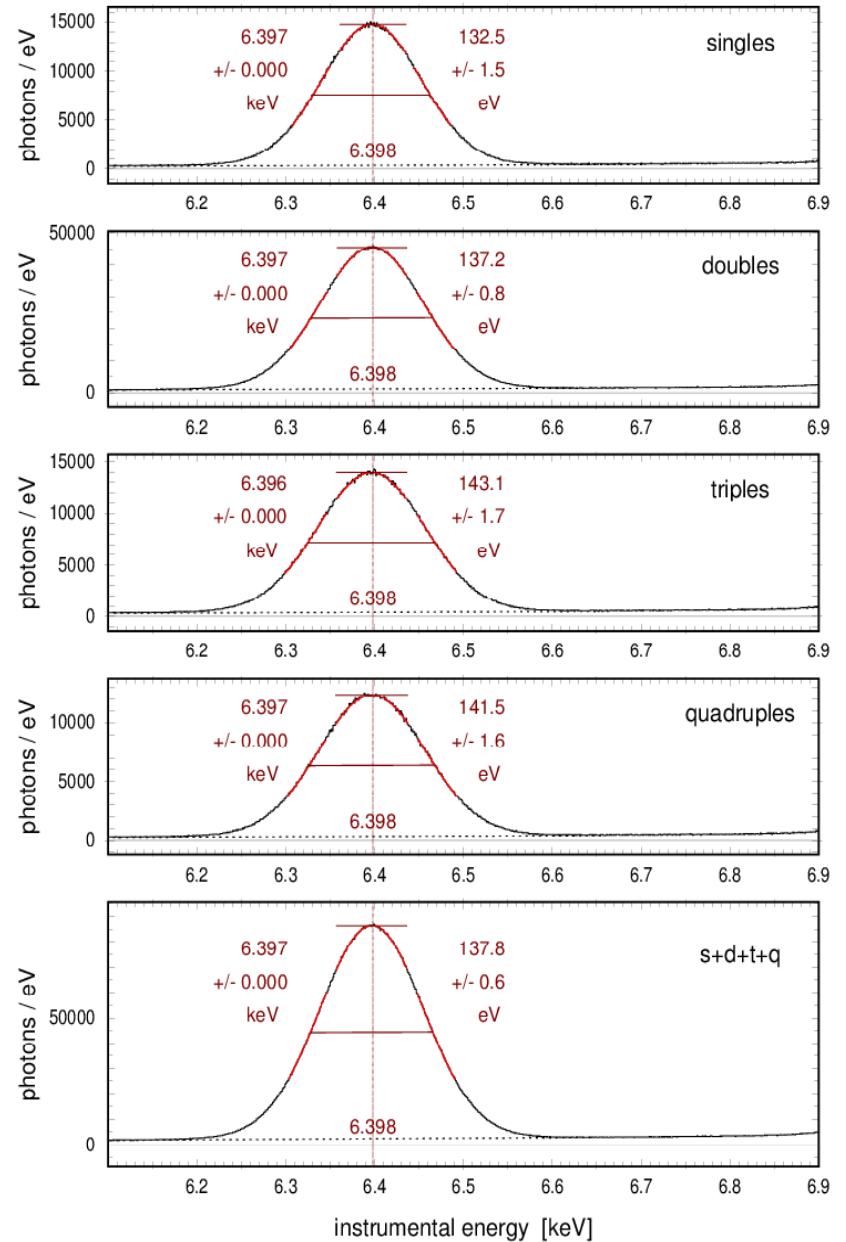 photons / eV
15000
10000
5000
0
6.397
+/- 0.000
keV
132.5
+/- 1.5
eV
singles
6.398
6.2 6.3 6.4 6.5 6.6 6.7 6.8 6.9
photons / eV
50000
0
6.397
+/- 0.000
keV
137.2
+/- 0.8
eV
doubles
6.398
6.2 6.3 6.4 6.5 6.6 6.7 6.8 6.9
photons / eV
15000
10000
5000
0
6.396
+/- 0.000
keV
143.1
+/- 1.7
eV
triples
6.398
6.2 6.3 6.4 6.5 6.6 6.7 6.8 6.9
photons / eV
10000
5000
0
6.397
+/- 0.000
keV
141.5
+/- 1.6
eV
quadruples
6.398
6.2 6.3 6.4 6.5 6.6 6.7 6.8 6.9
photons / eV
50000
0
6.397
+/- 0.000
keV
137.8
+/- 0.6
eV
s+d+t+q
6.398
6.2 6.3 6.4 6.5 6.6 6.7 6.8 6.9
instrumental energy [keV]